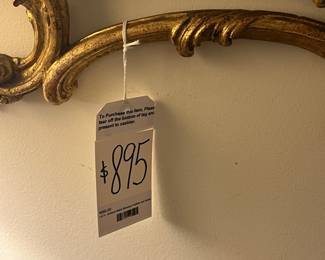 To Purchase this item, Please
tear off the bottom of tag and
present to cashier.
$895